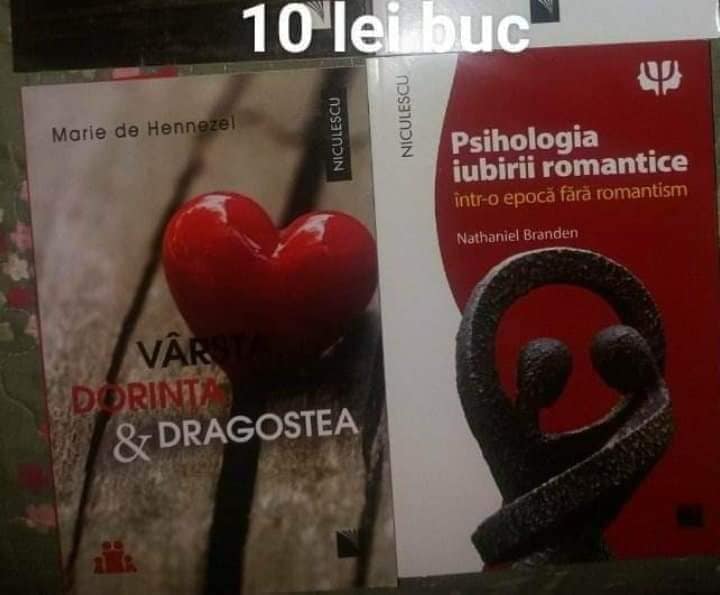 10 lei buc
Marie de Hennezel
NICULESCU
VÂRSTA
DORINȚA
& DRAGOSTEA
NICULESCU
Psihologia
iubirii romantice
într-o epocă fără romantism
Nathaniel Branden